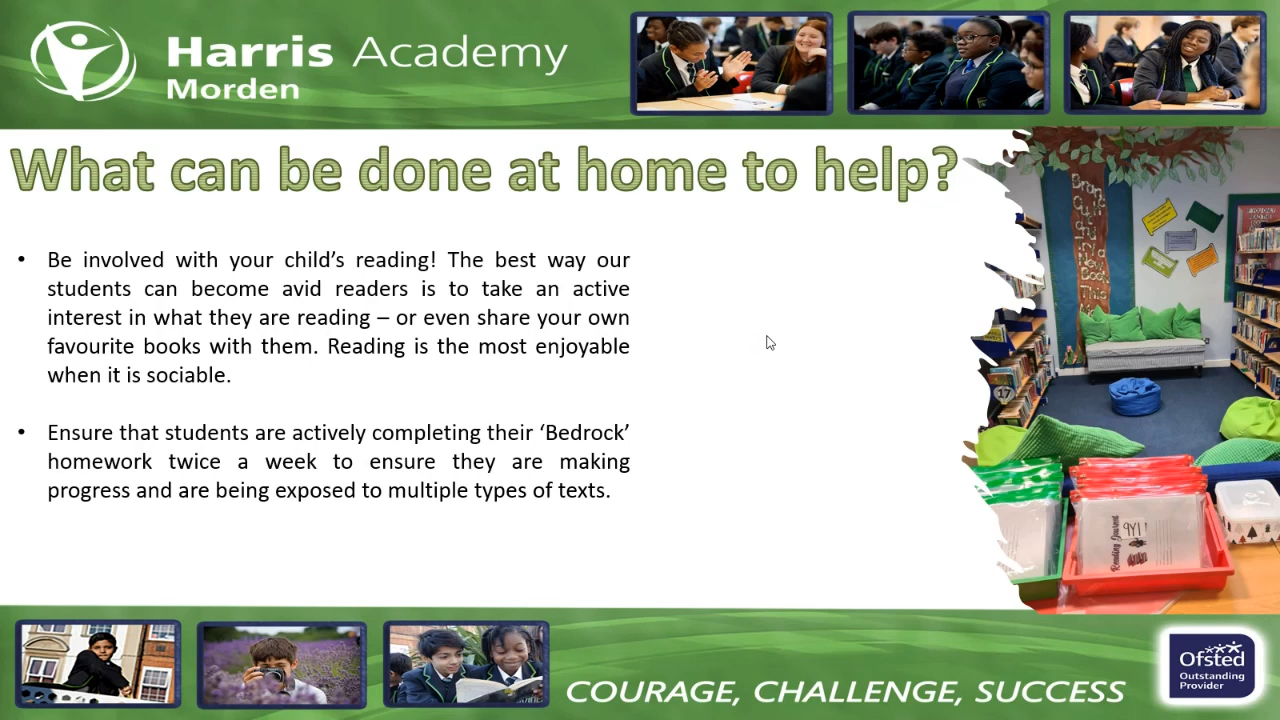 Harris Academy
Morden
What can be done at home to help?
• Be involved with your child’s reading! The best way our
students can become avid readers is to take an active
interest in what they are reading – or even share your own
favourite books with them. Reading is the most enjoyable
when it is sociable.
• Ensure that students are actively completing their ‘Bedrock’
homework twice a week to ensure they are making
progress and are being exposed to multiple types of texts.
17
Reading Journal
9Y1
COURAGE, CHALLENGE, SUCCESS
Ofsted
Outstanding
Provider